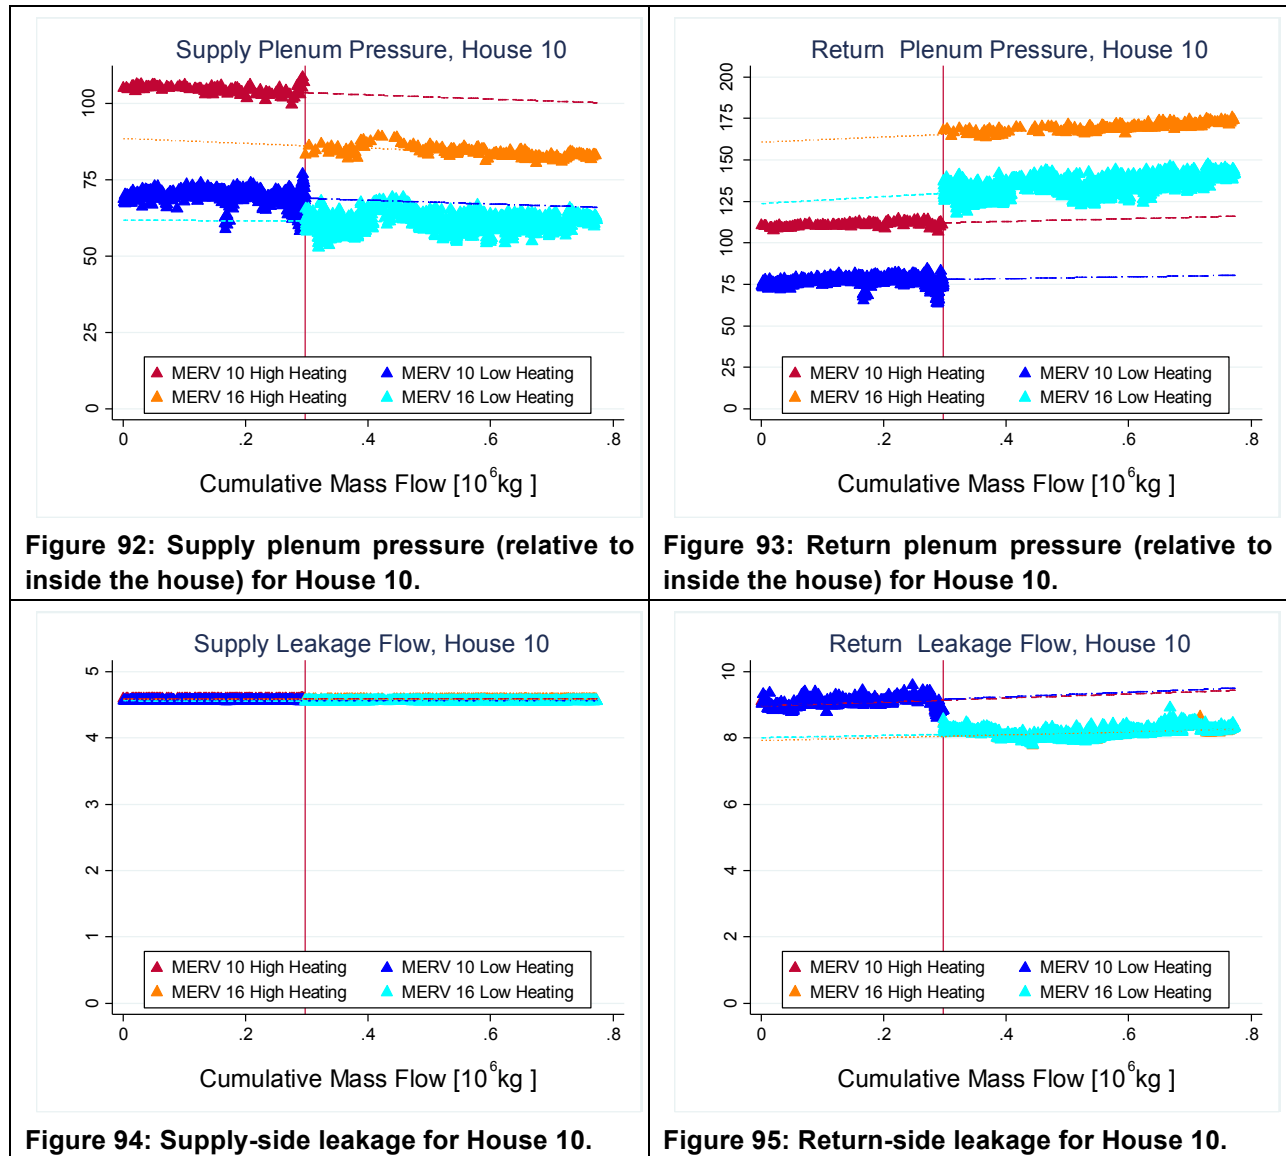 Supply Plenum Pressure, House 10
100
75
50
25
0
MERV 10 High Heating
MERV 10 Low Heating
MERV 16 High Heating
MERV 16 Low Heating
0 .2 .4 .6 .8
Cumulative Mass Flow [10^6kg ]
Figure 92: Supply plenum pressure (relative to
inside the house) for House 10.
Return Plenum Pressure, House 10
200
175
150
125
100
75
50
25
0
MERV 10 High Heating
MERV 10 Low Heating
MERV 16 High Heating
MERV 16 Low Heating
0 .2 .4 .6 .8
Cumulative Mass Flow [10^6kg ]
Figure 93: Return plenum pressure (relative to
inside the house) for House 10.
Supply Leakage Flow, House 10
5
4
3
2
1
0
MERV 10 High Heating
MERV 10 Low Heating
MERV 16 High Heating
MERV 16 Low Heating
0 .2 .4 .6 .8
Cumulative Mass Flow [10^6kg ]
Figure 94: Supply-side leakage for House 10.
Return Leakage Flow, House 10
10
8
6
4
2
0
MERV 10 High Heating
MERV 10 Low Heating
MERV 16 High Heating
MERV 16 Low Heating
0 .2 .4 .6 .8
Cumulative Mass Flow [10^6kg ]
Figure 95: Return-side leakage for House 10.